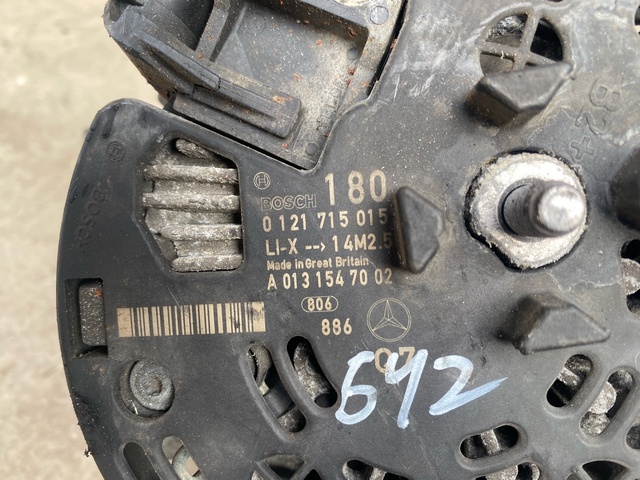 BOSCH 180
0 121 715 015
LI-X --> 14M2.5
Made in Great Britain
A 013 154 70 02
806
886
07
642